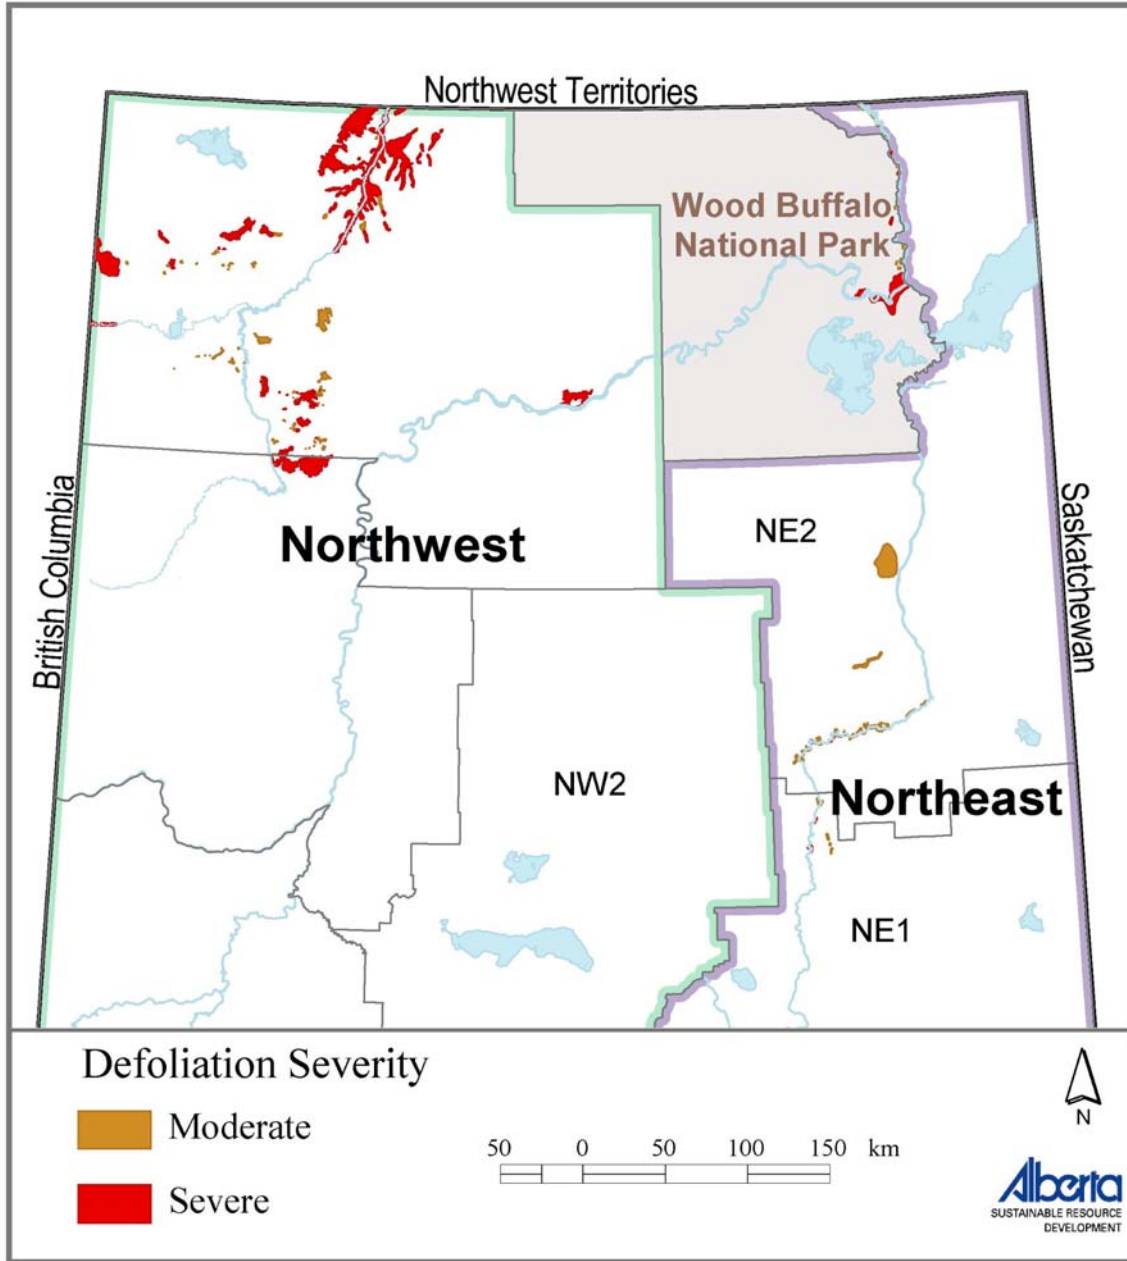 Northwest Territories
Wood Buffalo
National Park
British Columbia
Northwest
NE2
Saskatchewan
NW2
Northeast
NE1
Defoliation Severity
Moderate
Severe
50 0 50 100 150 km
N
Alberta
SUSTAINABLE RESOURCE
DEVELOPMENT